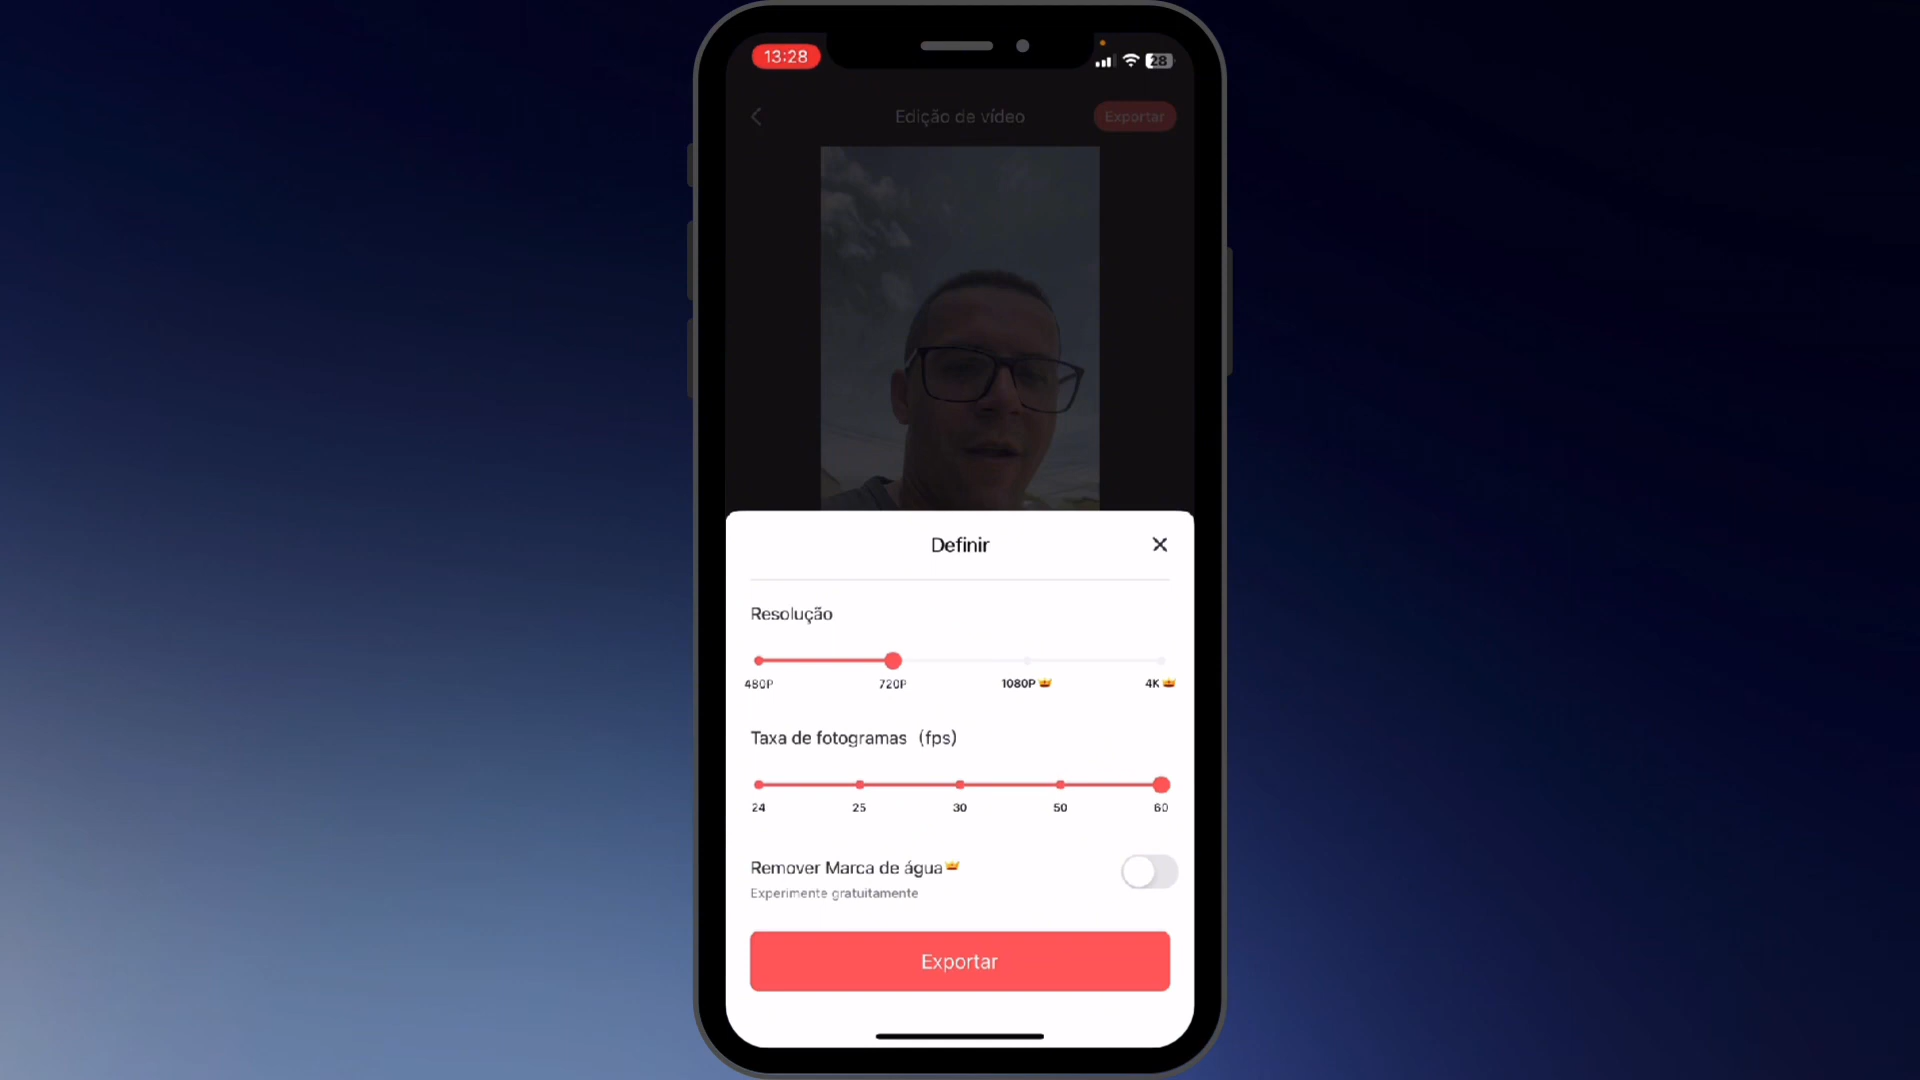 13:28
28
Edição de vídeo
Exportar
Definir
Resolução
480P 720P 1080P 4K
Taxa de fotogramas (fps)
24 25 30 50 60
Remover Marca de água
Experimente gratuitamente
Exportar